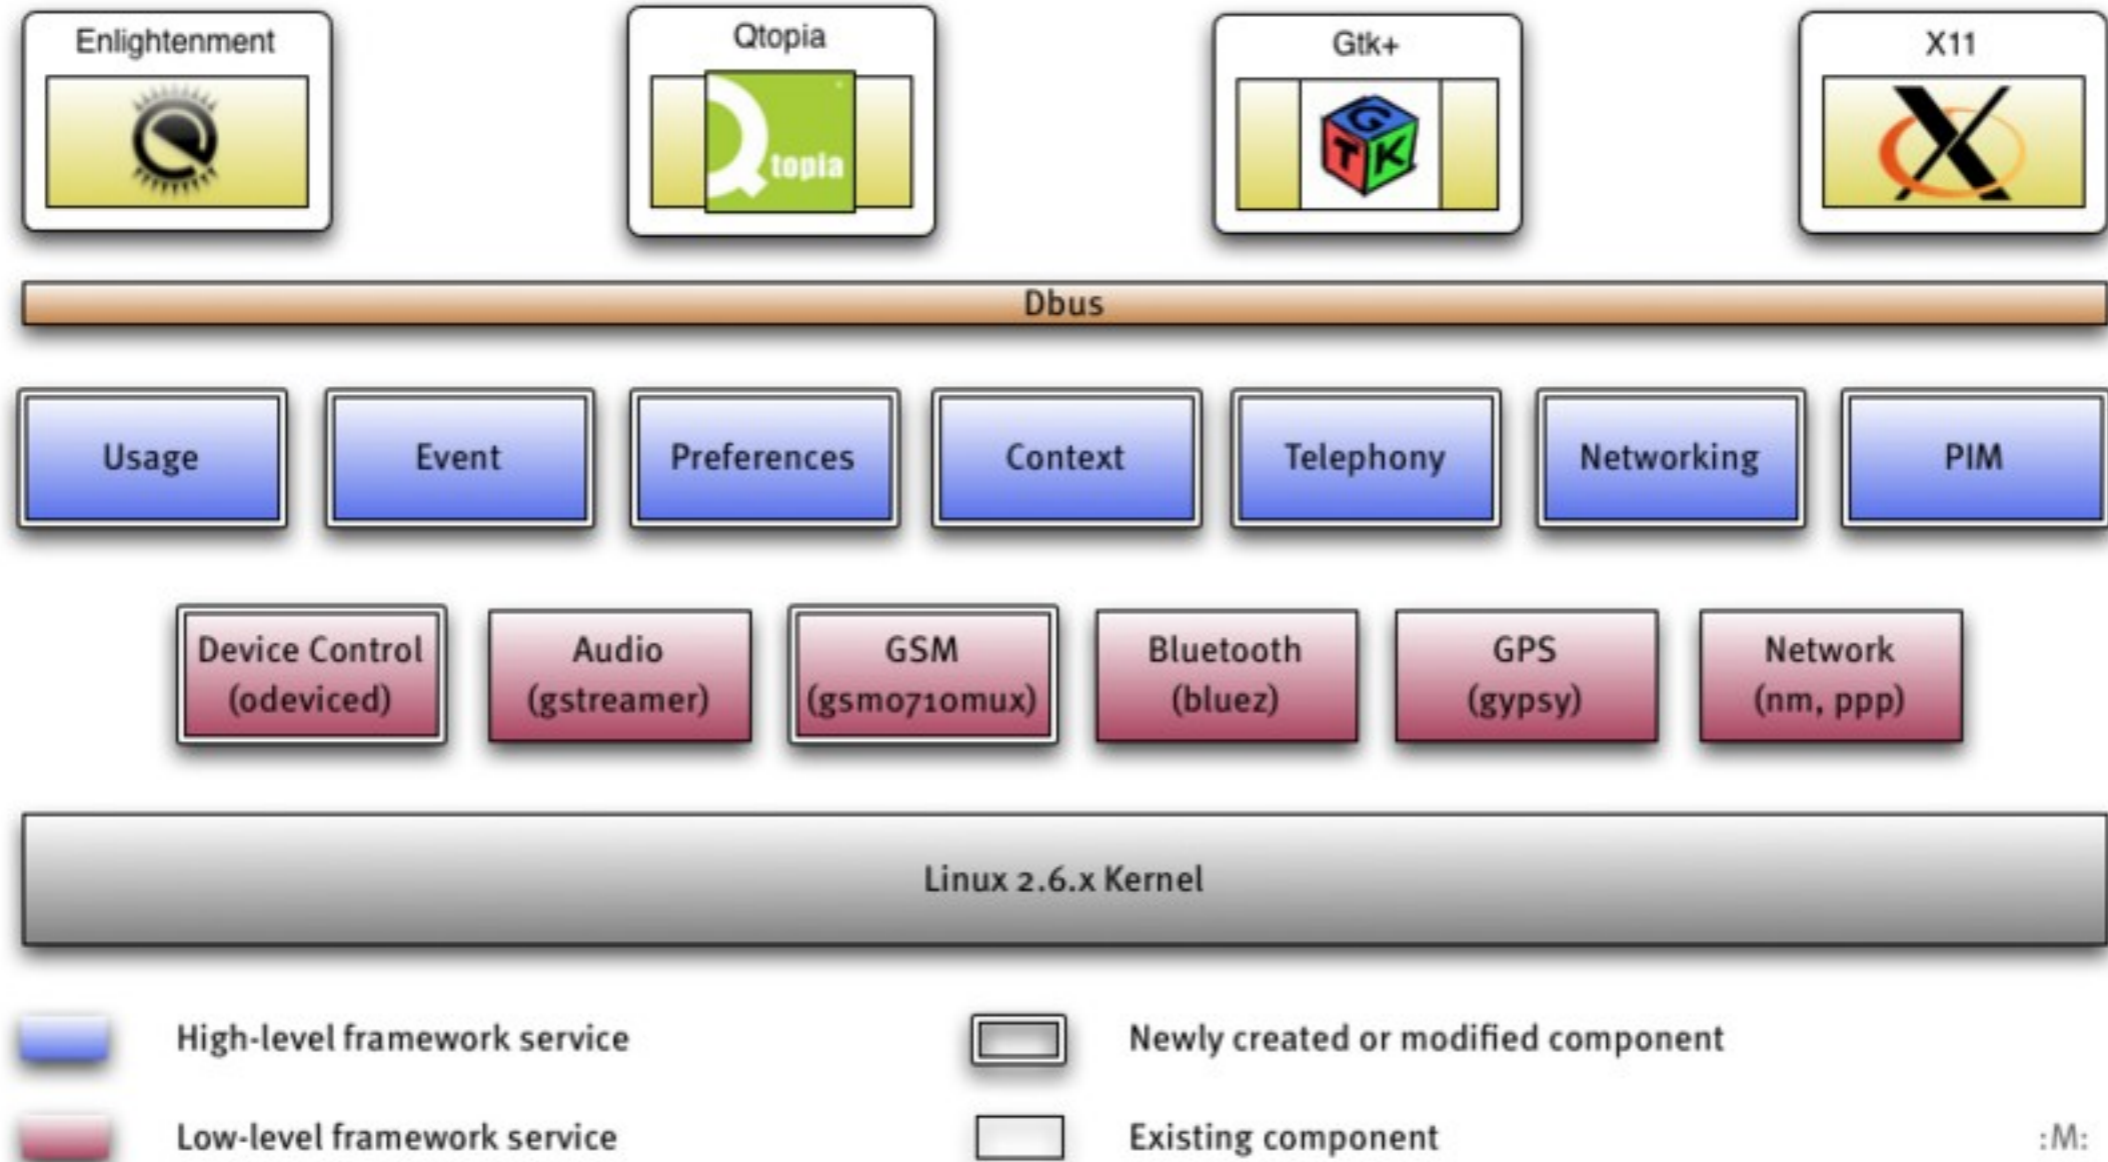 Enlightenment
Qtopia
Gtk+
X11
Qtopia
G
T K
X
Dbus
Usage
Event
Preferences
Context
Telephony
Networking
PIM
Device Control
(odeviced)
Audio
(gstreamer)
GSM
(gsm0710mux)
Bluetooth
(bluez)
GPS
(gypsy)
Network
(nm, ppp)
Linux 2.6.x Kernel
High-level framework service
Newly created or modified component
Low-level framework service
Existing component
:M: